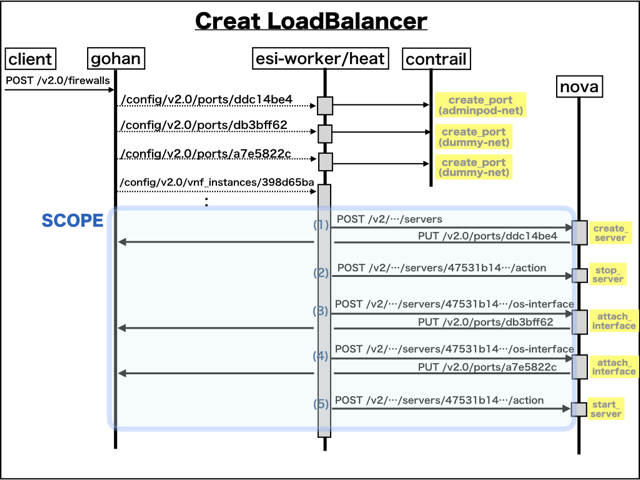 Creat LoadBalancer
client
gohan
esi-worker/heat
contrail
nova
POST /v2.0/firewalls
/config/v2.0/ports/ddc14be4
create_port
(adminpod-net)
/config/v2.0/ports/db3bff62
create_port
(dummy-net)
/config/v2.0/ports/a7e5822c
create_port
(dummy-net)
/config/v2.0/vnf_instances/398d65ba
:
SCOPE
(1)
POST /v2/⋯/servers
PUT /v2.0/ports/ddc14be4
create_
server
(2)
POST /v2/⋯/servers/47531b14⋯/action
stop_
server
(3)
POST /v2/⋯/servers/47531b14⋯/os-interface
PUT /v2.0/ports/db3bff62
attach_
interface
(4)
POST /v2/⋯/servers/47531b14⋯/os-interface
PUT /v2.0/ports/a7e5822c
attach_
interface
(5)
POST /v2/⋯/servers/47531b14⋯/action
start_
server